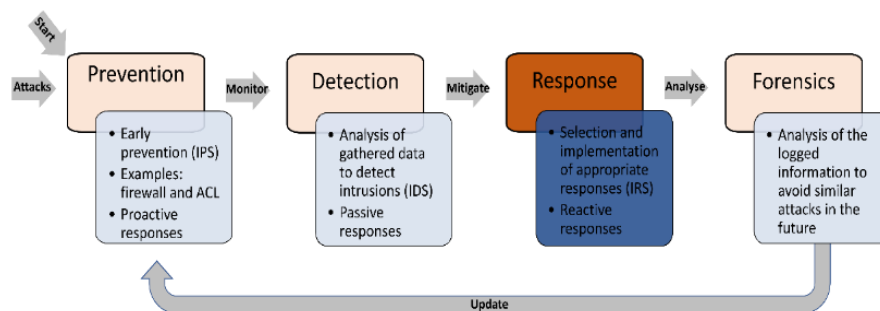 Start
Attacks
Prevention
Monitor
Detection
Mitigate
Response
Analyse
Forensics
• Early
prevention (IPS)
• Examples:
firewall and ACL
• Proactive
responses
• Analysis of
gathered data
to detect
intrusions (IDS)
• Passive
responses
• Selection and
implementation
of appropriate
responses (IRS)
• Reactive
responses
• Analysis of the
logged
information to
avoid similar
attacks in the
future
Update